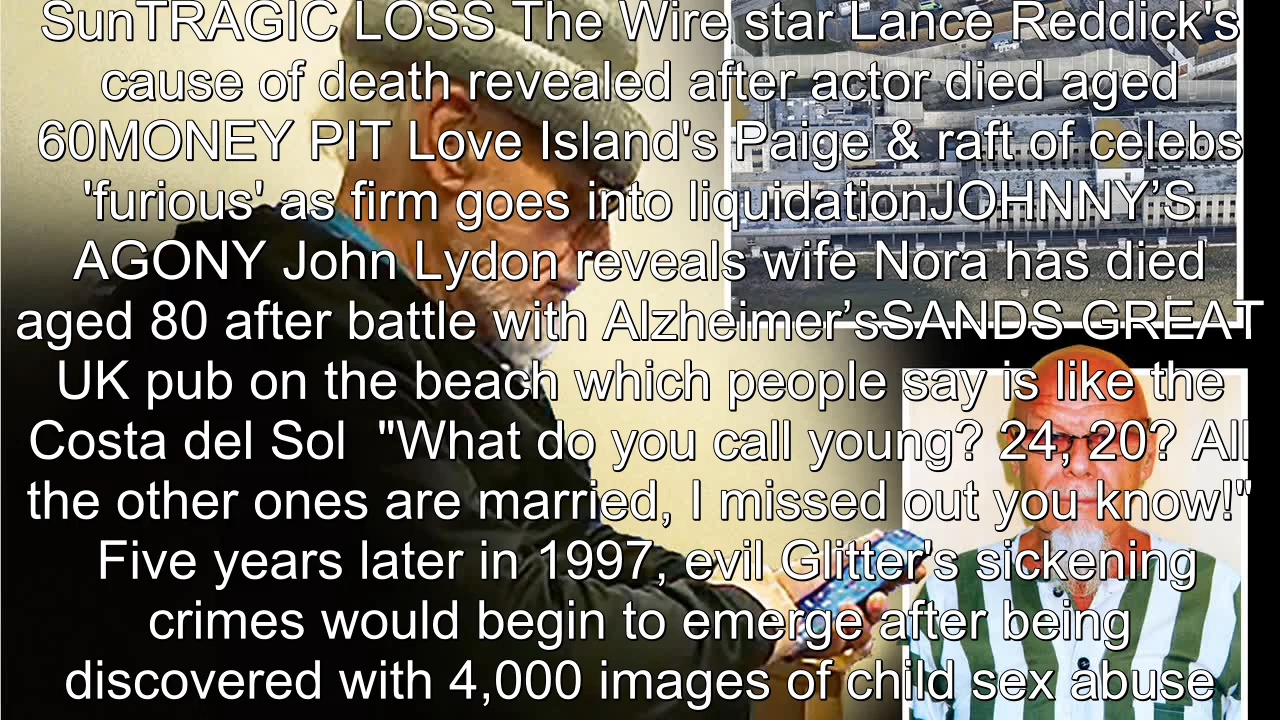 SunTRAGIC LOSS The Wire star Lance Reddick's
cause of death revealed after actor died aged
60MONEY PIT Love Island's Paige & raft of celebs
'furious' as firm goes into liquidationJOHNNY’S
AGONY John Lydon reveals wife Nora has died
aged 80 after battle with Alzheimer’sSANDS GREAT
UK pub on the beach which people say is like the
Costa del Sol  "What do you call young? 24, 20? All
the other ones are married, I missed out you know!"
Five years later in 1997, evil Glitter's sickening
crimes would begin to emerge after being
discovered with 4,000 images of child sex abuse